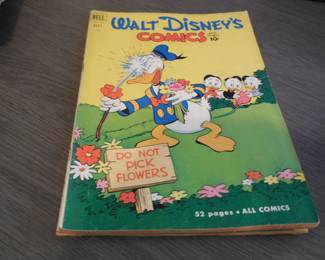 DELL
WALT DISNEY'S
COMICS
10¢
DO NOT
PICK
FLOWERS
52 pages • ALL COMICS